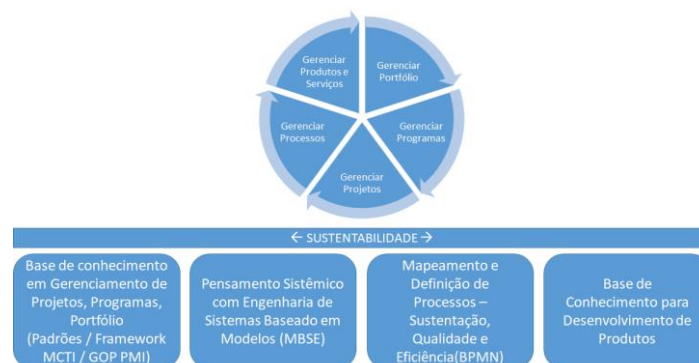 Gerenciar
Produtos e
Serviços
Gerenciar
Portfólio
Gerenciar
Processos
Gerenciar
Programas
Gerenciar
Projetos
← SUSTENTABILIDADE →
Base de conhecimento
em Gerenciamento de
Projetos, Programas,
Portfólio
(Padrões / Framework
MCTI / GOP PMI)
Pensamento Sistêmico
com Engenharia de
Sistemas Baseado em
Modelos (MBSE)
Mapeamento e
Definição de
Processos –
Sustentação,
Qualidade e
Eficiência(BPMN)
Base de
Conhecimento para
Desenvolvimento de
Produtos